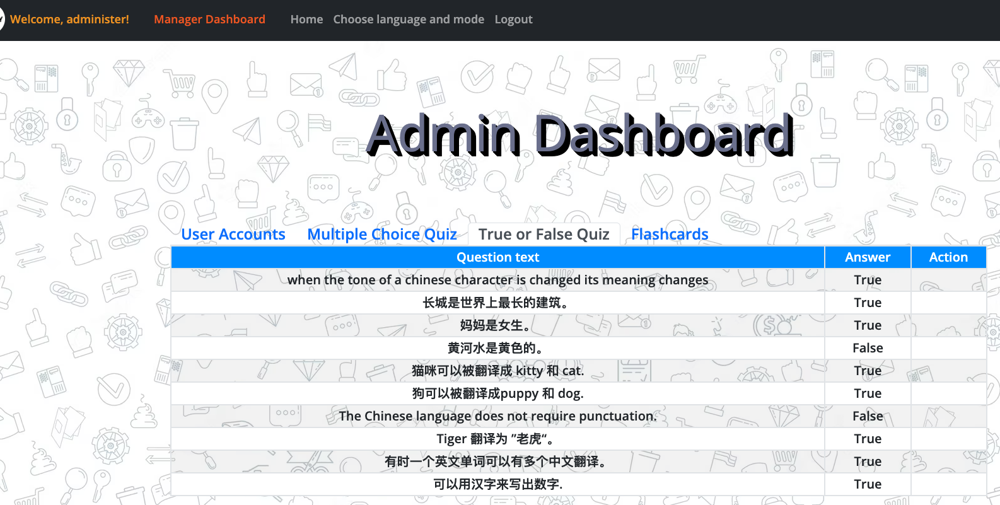 Welcome, administer! Manager Dashboard Home Choose language and mode Logout
Admin Dashboard
User Accounts Multiple Choice Quiz True or False Quiz Flashcards
Question text Answer Action
when the tone of a chinese character is changed its meaning changes True
长城是世界上最长的建筑。 True
妈妈是女生。 True
黄河水是黄色的。 False
猫咪可以被翻译成 kitty 和 cat. True
狗可以被翻译成puppy 和 dog. True
The Chinese language does not require punctuation. False
Tiger 翻译为 ”老虎“。 True
有时一个英文单词可以有多个中文翻译。 True
可以用汉字来写出数字. True